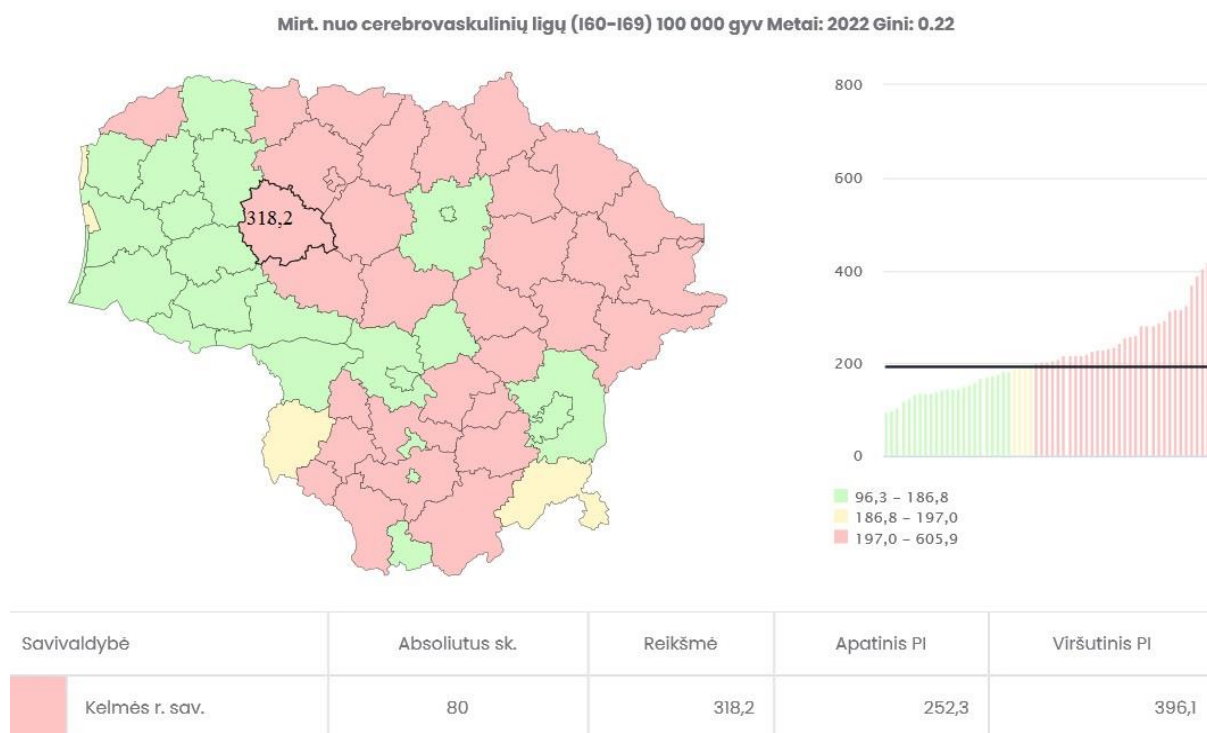 Mirt. nuo cerebrovaskulinių ligų (I60-I69) 100 000 gyv Metai: 2022 Gini: 0.22
318,2
800
600
400
200
0
96,3 – 186,8
186,8 – 197,0
197,0 – 605,9
Savivaldybė Absoliutus sk. Reikšmė Apatinis PI Viršutinis PI
Kelmės r. sav. 80 318,2 252,3 396,1